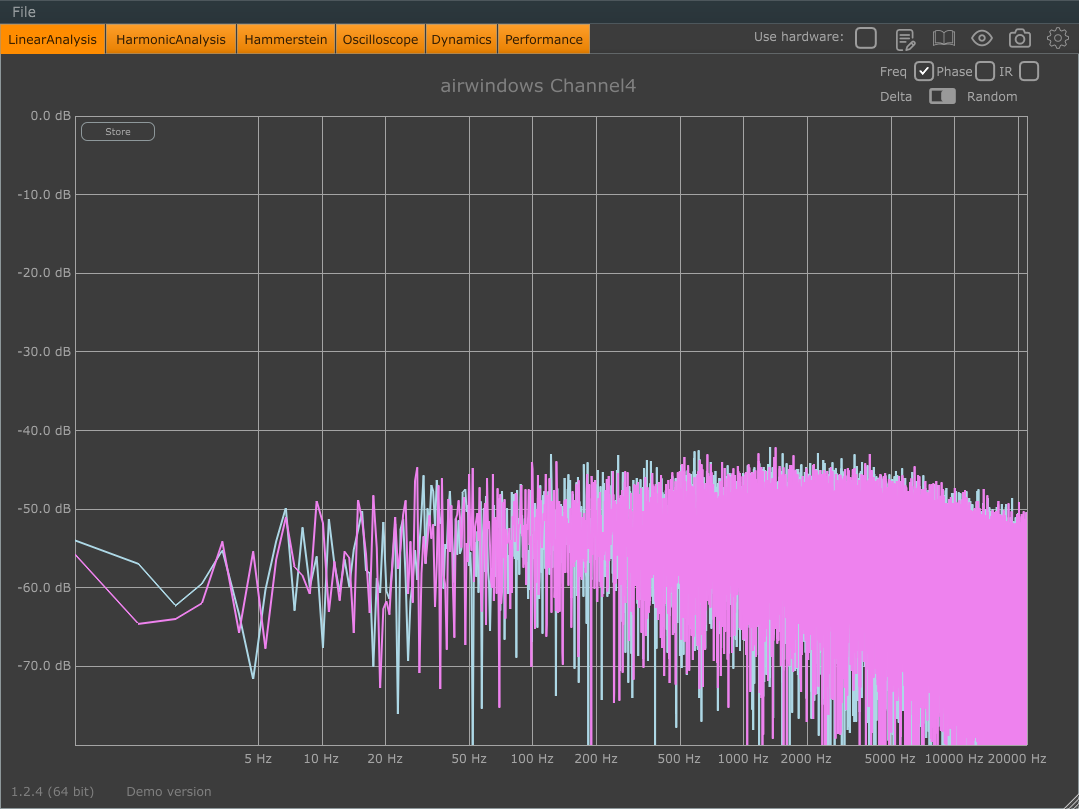 File
LinearAnalysis HarmonicAnalysis Hammerstein Oscilloscope Dynamics Performance Use hardware:
Freq Phase IR
airwindows Channel4
Delta Random
0.0 dB
Store
-10.0 dB
-20.0 dB
-30.0 dB
-40.0 dB
-50.0 dB
-60.0 dB
-70.0 dB
5 Hz 10 Hz 20 Hz 50 Hz 100 Hz 200 Hz 500 Hz 1000 Hz 2000 Hz 5000 Hz 10000 Hz 20000 Hz
1.2.4 (64 bit) Demo version